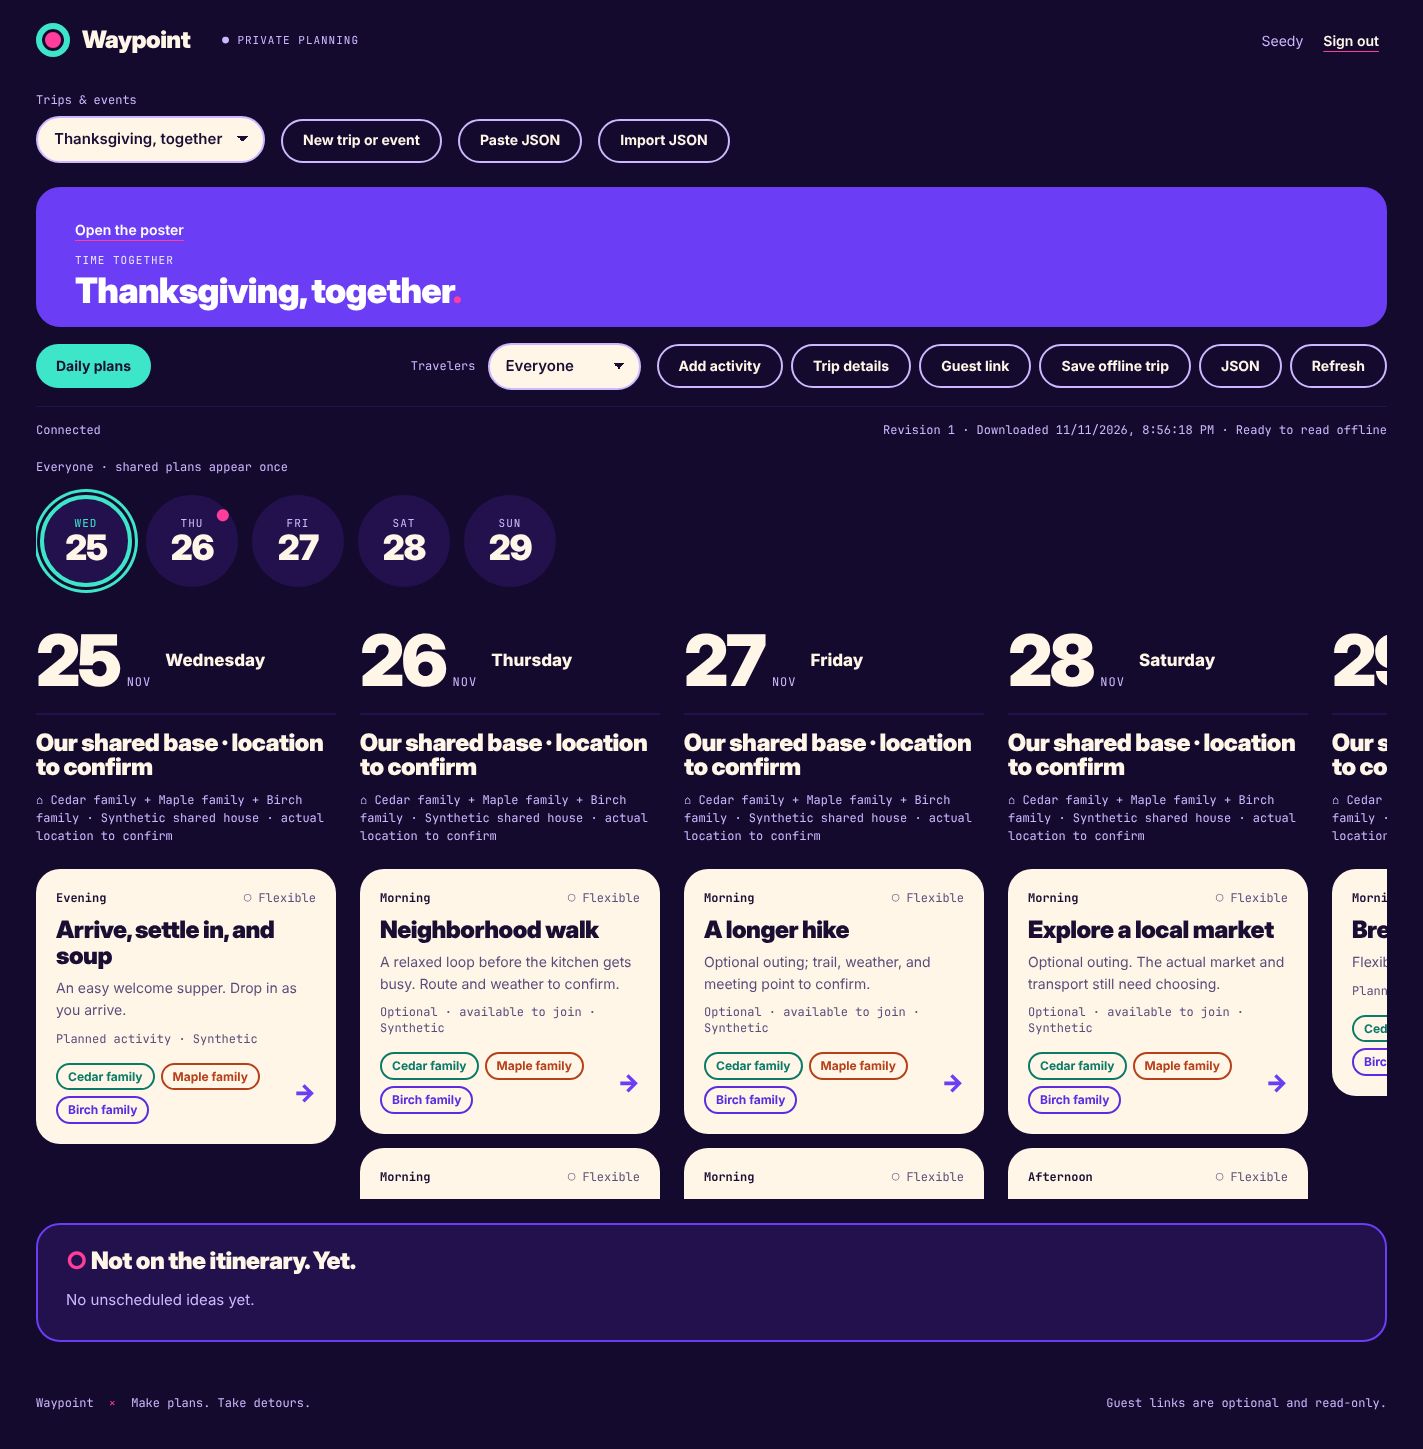 Waypoint
PRIVATE PLANNING
Seedy
Sign out
Trips & events
Thanksgiving, together
New trip or event
Paste JSON
Import JSON
Open the poster
TIME TOGETHER
Thanksgiving, together.
Daily plans
Travelers
Everyone
Add activity
Trip details
Guest link
Save offline trip
JSON
Refresh
Connected
Revision 1 · Downloaded 11/11/2026, 8:56:18 PM · Ready to read offline
Everyone · shared plans appear once
WED
25
THU
26
FRI
27
SAT
28
SUN
29
25 NOV Wednesday
Our shared base · location
to confirm
⌂ Cedar family + Maple family + Birch
family · Synthetic shared house · actual
location to confirm
Evening
○ Flexible
Arrive, settle in, and
soup
An easy welcome supper. Drop in as
you arrive.
Planned activity · Synthetic
Cedar family
Maple family
Birch family
→
26 NOV Thursday
Our shared base · location
to confirm
⌂ Cedar family + Maple family + Birch
family · Synthetic shared house · actual
location to confirm
Morning
○ Flexible
Neighborhood walk
A relaxed loop before the kitchen gets
busy. Route and weather to confirm.
Optional · available to join ·
Synthetic
Cedar family
Maple family
Birch family
→
Morning
○ Flexible
27 NOV Friday
Our shared base · location
to confirm
⌂ Cedar family + Maple family + Birch
family · Synthetic shared house · actual
location to confirm
Morning
○ Flexible
A longer hike
Optional outing; trail, weather, and
meeting point to confirm.
Optional · available to join ·
Synthetic
Cedar family
Maple family
Birch family
→
Morning
○ Flexible
28 NOV Saturday
Our shared base · location
to confirm
⌂ Cedar family + Maple family + Birch
family · Synthetic shared house · actual
location to confirm
Morning
○ Flexible
Explore a local market
Optional outing. The actual market and
transport still need choosing.
Optional · available to join ·
Synthetic
Cedar family
Maple family
Birch family
→
Afternoon
○ Flexible
29
Our
to
⌂ Cedar
family ·
Not on the itinerary. Yet.
No unscheduled ideas yet.
Waypoint × Make plans. Take detours.
Guest links are optional and read-only.